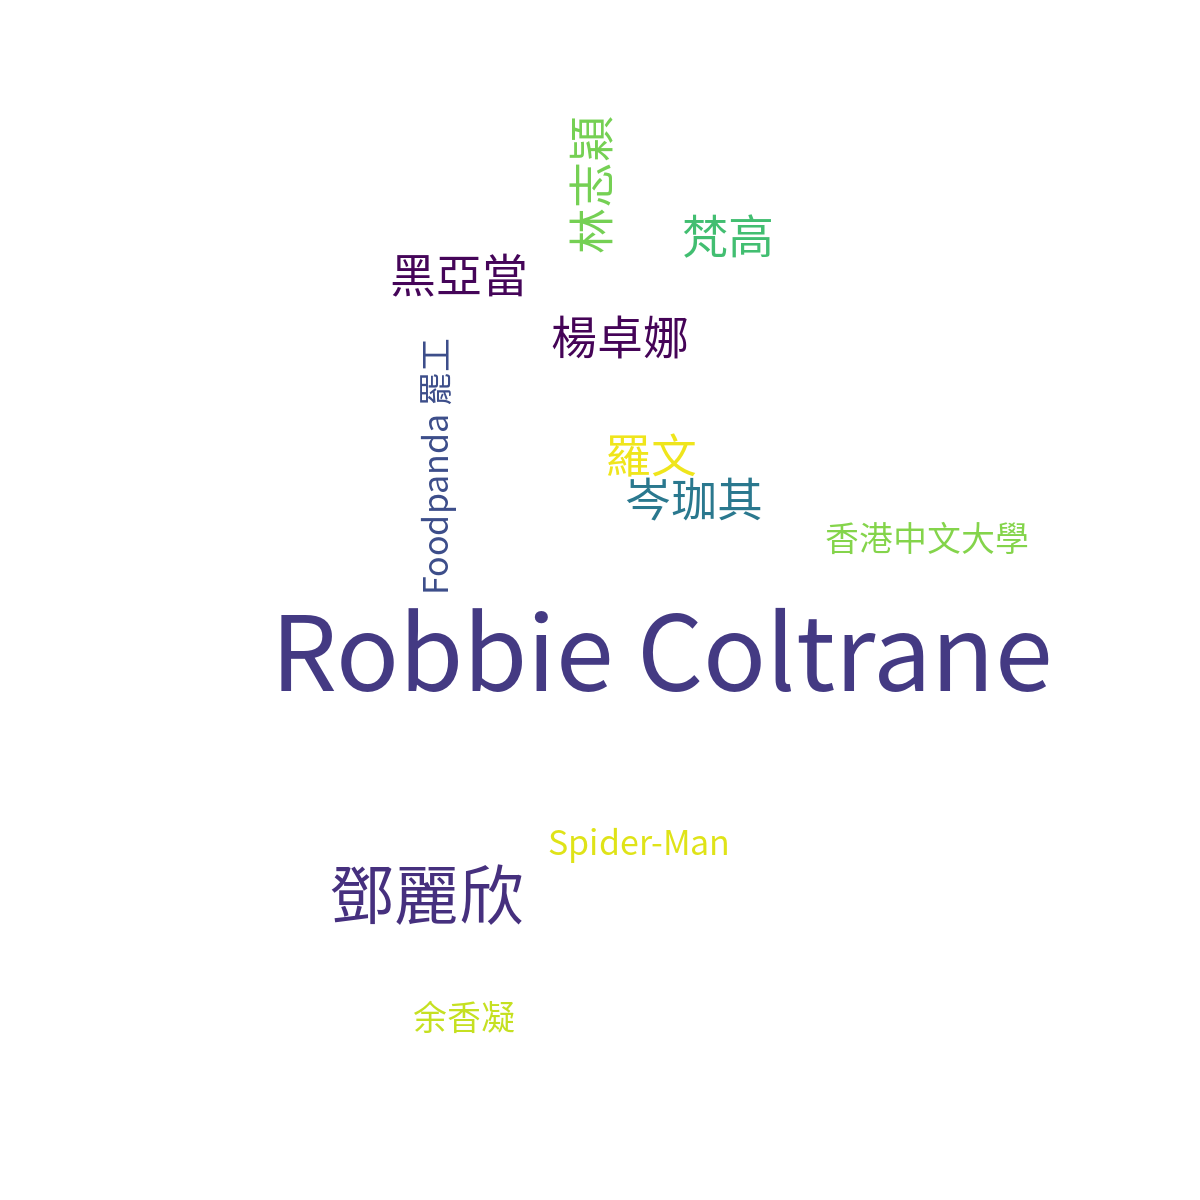 林志穎
梵高
黑亞當
楊卓娜
Foodpanda 罷工
羅文
岑珈其
香港中文大學
Robbie Coltrane
Spider-Man
鄧麗欣
余香凝